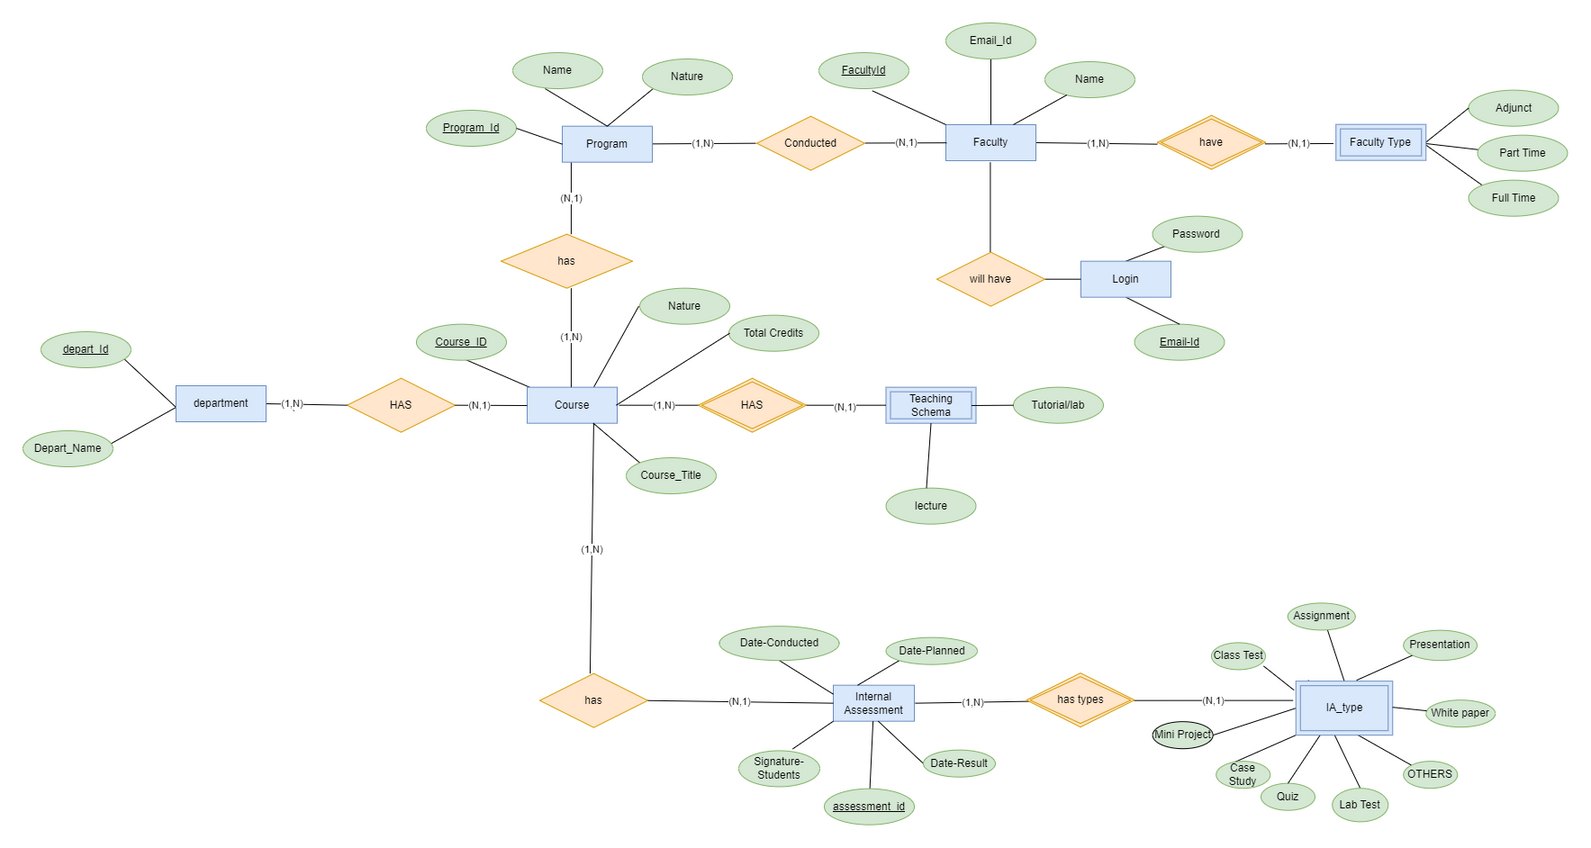 Email_Id
Name
Nature
FacultyId
Name
Program_Id
Adjunct
Program
(1,N)
Conducted
(N,1)
Faculty
(1,N)
have
(N,1)
Faculty Type
Part Time
Full Time
(N,1)
Password
has
will have
Login
Nature
Total Credits
(1,N)
Course_ID
Email-Id
depart_Id
department
(1,N)
HAS
(N,1)
Course
(1,N)
HAS
(N,1)
Teaching
Schema
Tutorial/lab
Depart_Name
Course_Title
lecture
(1,N)
Assignment
Date-Conducted
Date-Planned
Class Test
Presentation
has
(N,1)
Internal
Assessment
(1,N)
has types
(N,1)
IA_type
White paper
Mini Project
Signature-
Students
Date-Result
Case
Study
OTHERS
Quiz
Lab Test
assessment_id